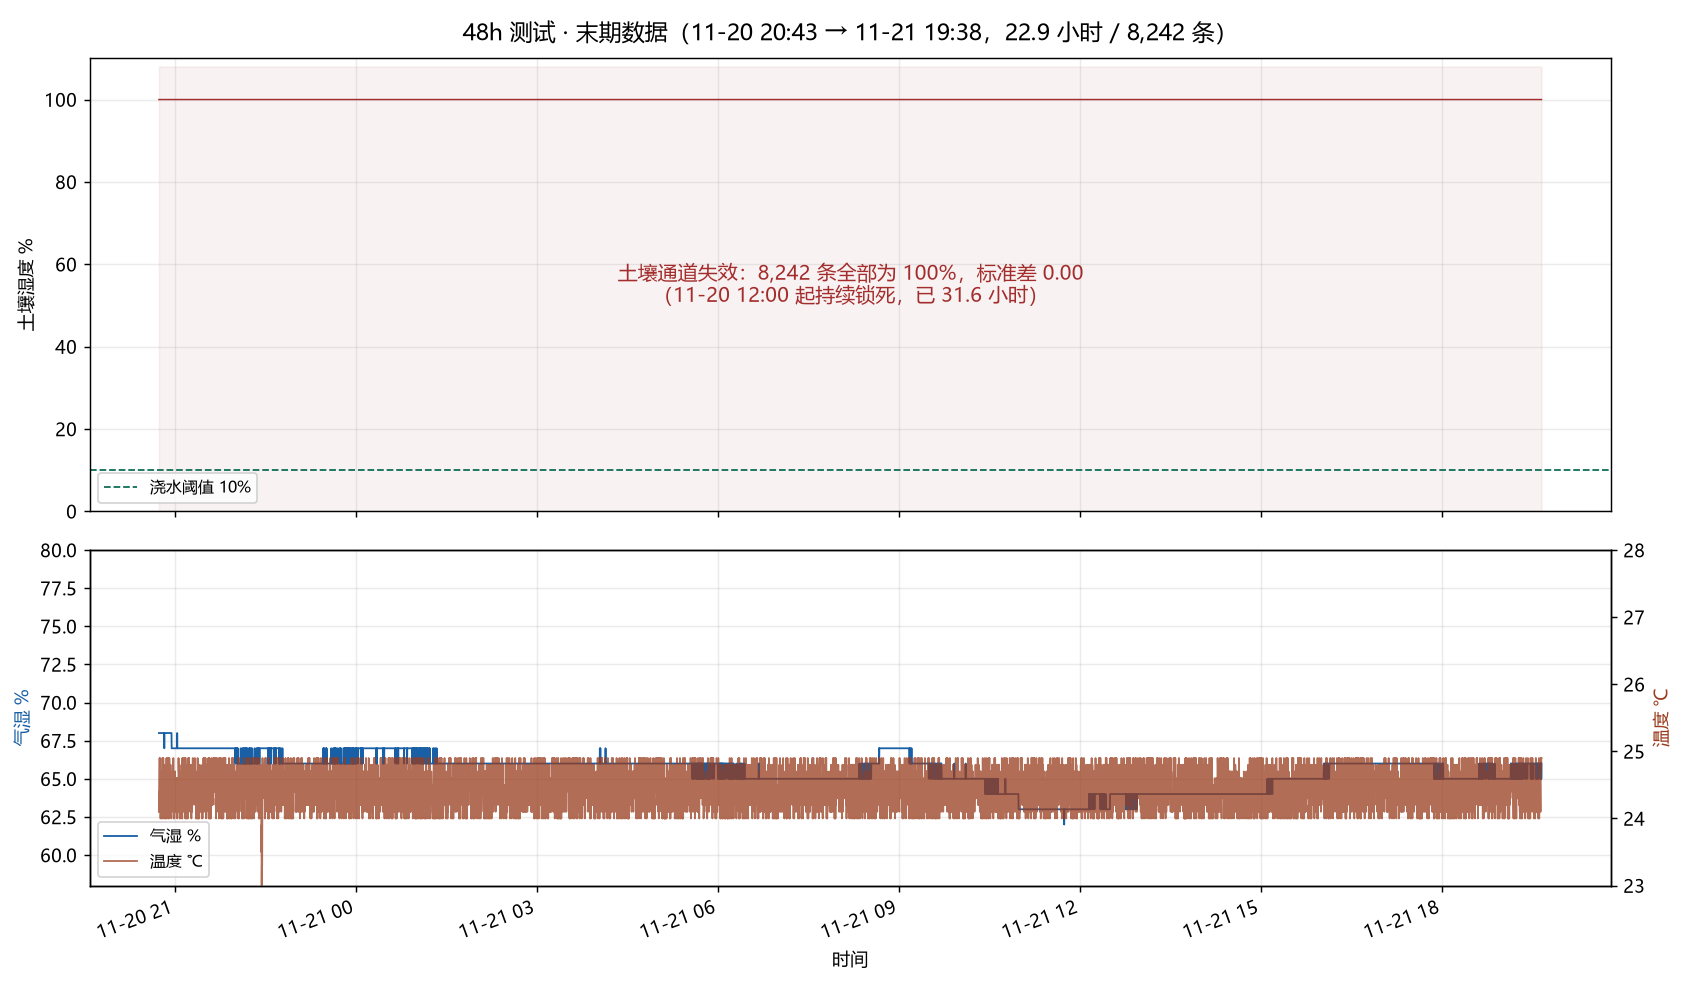 48h 测试 · 末期数据（11-20 20:43 → 11-21 19:38，22.9 小时 / 8,242 条）
土壤湿度 %
100
80
60
40
20
0
土壤通道失效：8,242 条全部为 100%，标准差 0.00
（11-20 12:00 起持续锁死，已 31.6 小时）
浇水阈值 10%
气湿 %
80.0
77.5
75.0
72.5
70.0
67.5
65.0
62.5
60.0
28
27
26
25
24
23
温度 °C
气湿 %
温度 °C
11-20 21
11-21 00
11-21 03
11-21 06
11-21 09
11-21 12
11-21 15
11-21 18
时间